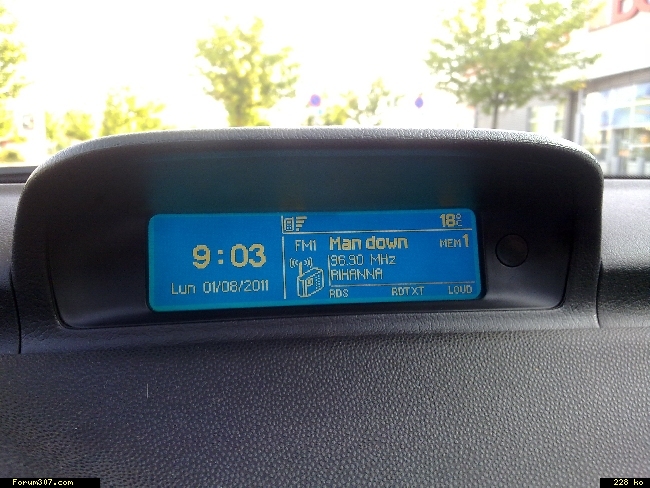 18°C
9:03
FM1 Man down MEM1
96.90 MHz
RIHANNA
Lun 01/08/2011
RDS RDTXT LOUD
Forum307.com
228 ko